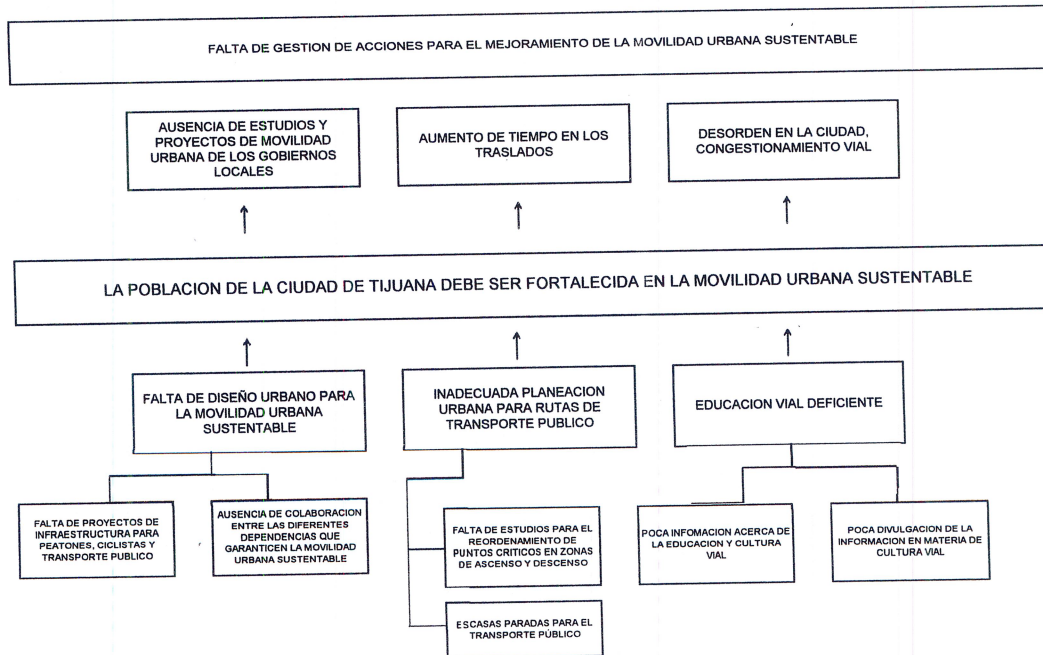 FALTA DE GESTION DE ACCIONES PARA EL MEJORAMIENTO DE LA MOVILIDAD URBANA SUSTENTABLE
AUSENCIA DE ESTUDIOS Y
PROYECTOS DE MOVILIDAD
URBANA DE LOS GOBIERNOS
LOCALES
AUMENTO DE TIEMPO EN LOS
TRASLADOS
DESORDEN EN LA CIUDAD,
CONGESTIONAMIENTO VIAL
LA POBLACION DE LA CIUDAD DE TIJUANA DEBE SER FORTALECIDA EN LA MOVILIDAD URBANA SUSTENTABLE
FALTA DE DISEÑO URBANO PARA
LA MOVILIDAD URBANA
SUSTENTABLE
INADECUADA PLANEACION
URBANA PARA RUTAS DE
TRANSPORTE PUBLICO
EDUCACION VIAL DEFICIENTE
FALTA DE PROYECTOS DE
INFRAESTRUCTURA PARA
PEATONES, CICLISTAS Y
TRANSPORTE PUBLICO
AUSENCIA DE COLABORACION
ENTRE LAS DIFERENTES
DEPENDENCIAS QUE
GARANTICEN LA MOVILIDAD
URBANA SUSTENTABLE
FALTA DE ESTUDIOS PARA EL
REORDENAMIENTO DE
PUNTOS CRITICOS EN ZONAS
DE ASCENSO Y DESCENSO
ESCASAS PARADAS PARA EL
TRANSPORTE PÚBLICO
POCA INFOMACION ACERCA DE
LA EDUCACION Y CULTURA
VIAL
POCA DIVULGACION DE LA
INFORMACION EN MATERIA DE
CULTURA VIAL